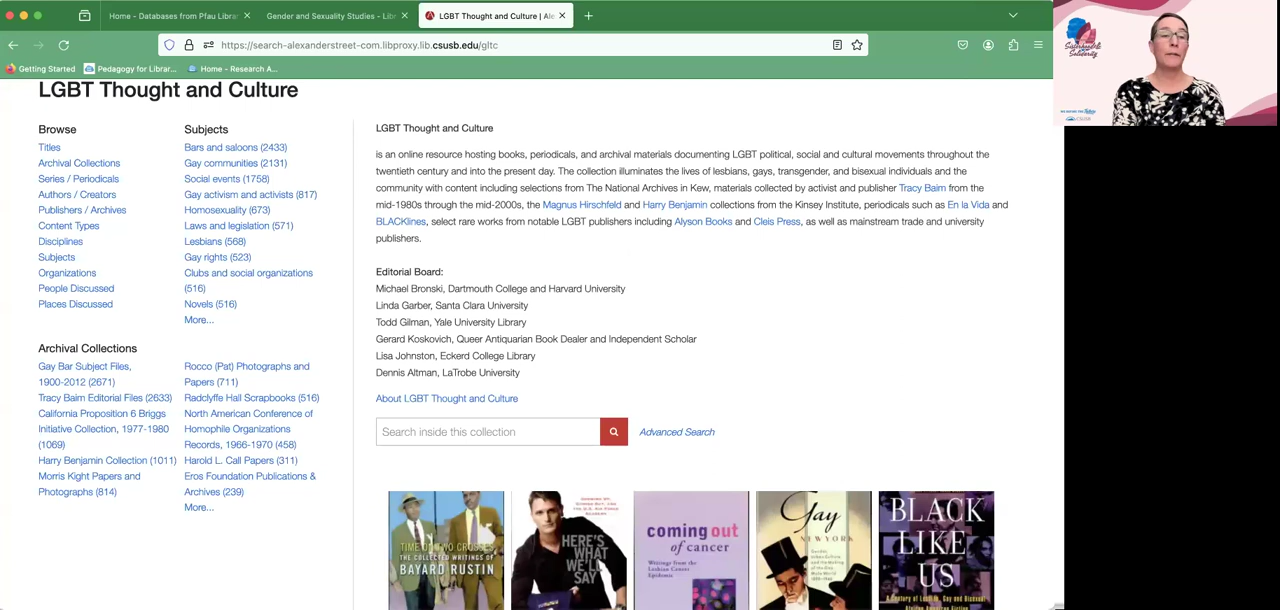 Home - Databases from Pfau Libra
Gender and Sexuality Studies - Lib
LGBT Thought and Culture | Ale
https://search-alexanderstreet-com.libproxy.lib.csusb.edu/gltc
Getting Started
Pedagogy for Librar...
Home - Research A...
LGBT Thought and Culture
Browse
Titles
Archival Collections
Series / Periodicals
Authors / Creators
Publishers / Archives
Content Types
Disciplines
Subjects
Organizations
People Discussed
Places Discussed
Subjects
Bars and saloons (2433)
Gay communities (2131)
Social events (1758)
Gay activism and activists (817)
Homosexuality (673)
Laws and legislation (571)
Lesbians (568)
Gay rights (523)
Clubs and social organizations
(516)
Novels (516)
More...
Archival Collections
Gay Bar Subject Files,
1900-2012 (2671)
Tracy Baim Editorial Files (2633)
California Proposition 6 Briggs
Initiative Collection, 1977-1980
(1069)
Harry Benjamin Collection (1011)
Morris Kight Papers and
Photographs (814)
Rocco (Pat) Photographs and
Papers (711)
Radclyffe Hall Scrapbooks (516)
North American Conference of
Homophile Organizations
Records, 1966-1970 (458)
Harold L. Call Papers (311)
Eros Foundation Publications &
Archives (239)
More...
LGBT Thought and Culture
is an online resource hosting books, periodicals, and archival materials documenting LGBT political, social and cultural movements throughout the
twentieth century and into the present day. The collection illuminates the lives of lesbians, gays, transgender, and bisexual individuals and the
community with content including selections from The National Archives in Kew, materials collected by activist and publisher Tracy Baim from the
mid-1980s through the mid-2000s, the Magnus Hirschfeld and Harry Benjamin collections from the Kinsey Institute, periodicals such as En la Vida and
BLACKlines, select rare works from notable LGBT publishers including Alyson Books and Cleis Press, as well as mainstream trade and university
publishers.
Editorial Board:
Michael Bronski, Dartmouth College and Harvard University
Linda Garber, Santa Clara University
Todd Gilman, Yale University Library
Gerard Koskovich, Queer Antiquarian Book Dealer and Independent Scholar
Lisa Johnston, Eckerd College Library
Dennis Altman, LaTrobe University
About LGBT Thought and Culture
Search inside this collection
Advanced Search
TIME ON TWO CROSSES
THE COLLECTED WRITINGS OF
BAYARD RUSTIN
HERE'S
WHAT
WE'LL
SAY
coming out
of cancer
Writings from the
Lesbian Cancer
Epidemic
Gay
NEW YORK
BLACK
LIKE
US
Sisterhood &
Solidarity
CSUSB